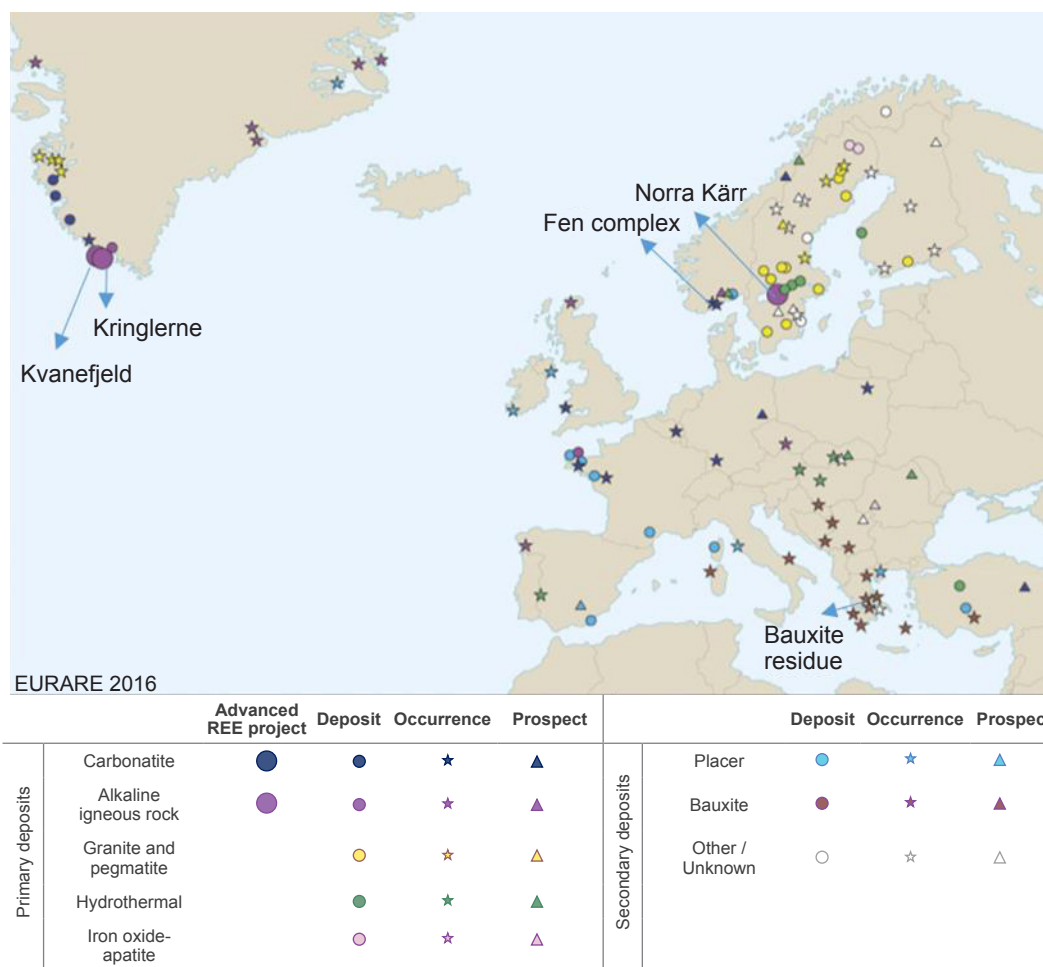 Norra Kärr
Fen complex
Kringlerne
Kvanefjeld
Bauxite
residue
EURARE 2016
Advanced
REE project
Deposit
Occurrence
Prospect
Deposit
Occurrence
Prospec
Primary deposits
Carbonatite
Alkaline
igneous rock
Granite and
pegmatite
Hydrothermal
Iron oxide-
apatite
Secondary deposits
Placer
Bauxite
Other /
Unknown